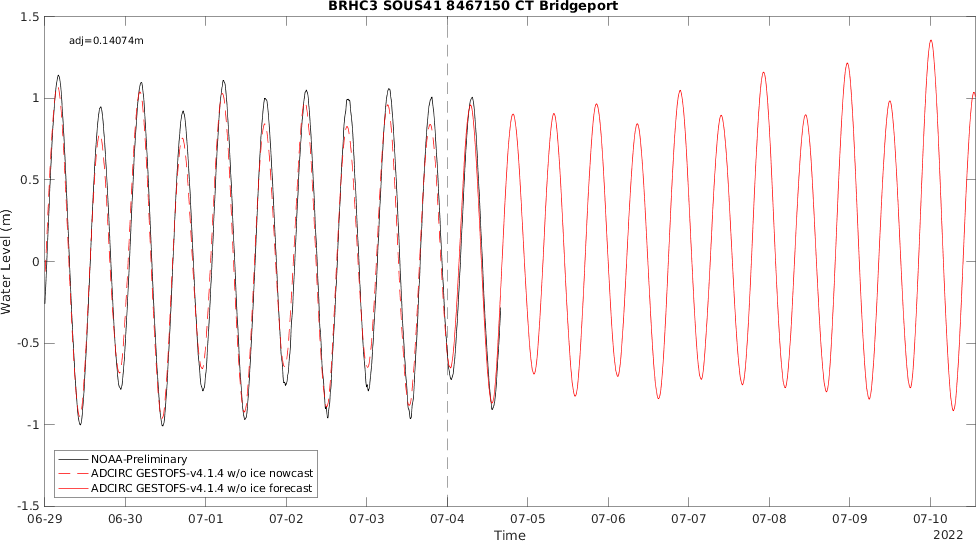 BRHC3 SOUS41 8467150 CT Bridgeport
1.5
adj=0.14074m
1
0.5
0
-0.5
-1
-1.5
Water Level (m)
NOAA-Preliminary
ADCIRC GESTOFS-v4.1.4 w/o ice nowcast
ADCIRC GESTOFS-v4.1.4 w/o ice forecast
06-29 06-30 07-01 07-02 07-03 07-04 07-05 07-06 07-07 07-08 07-09 07-10
Time
2022